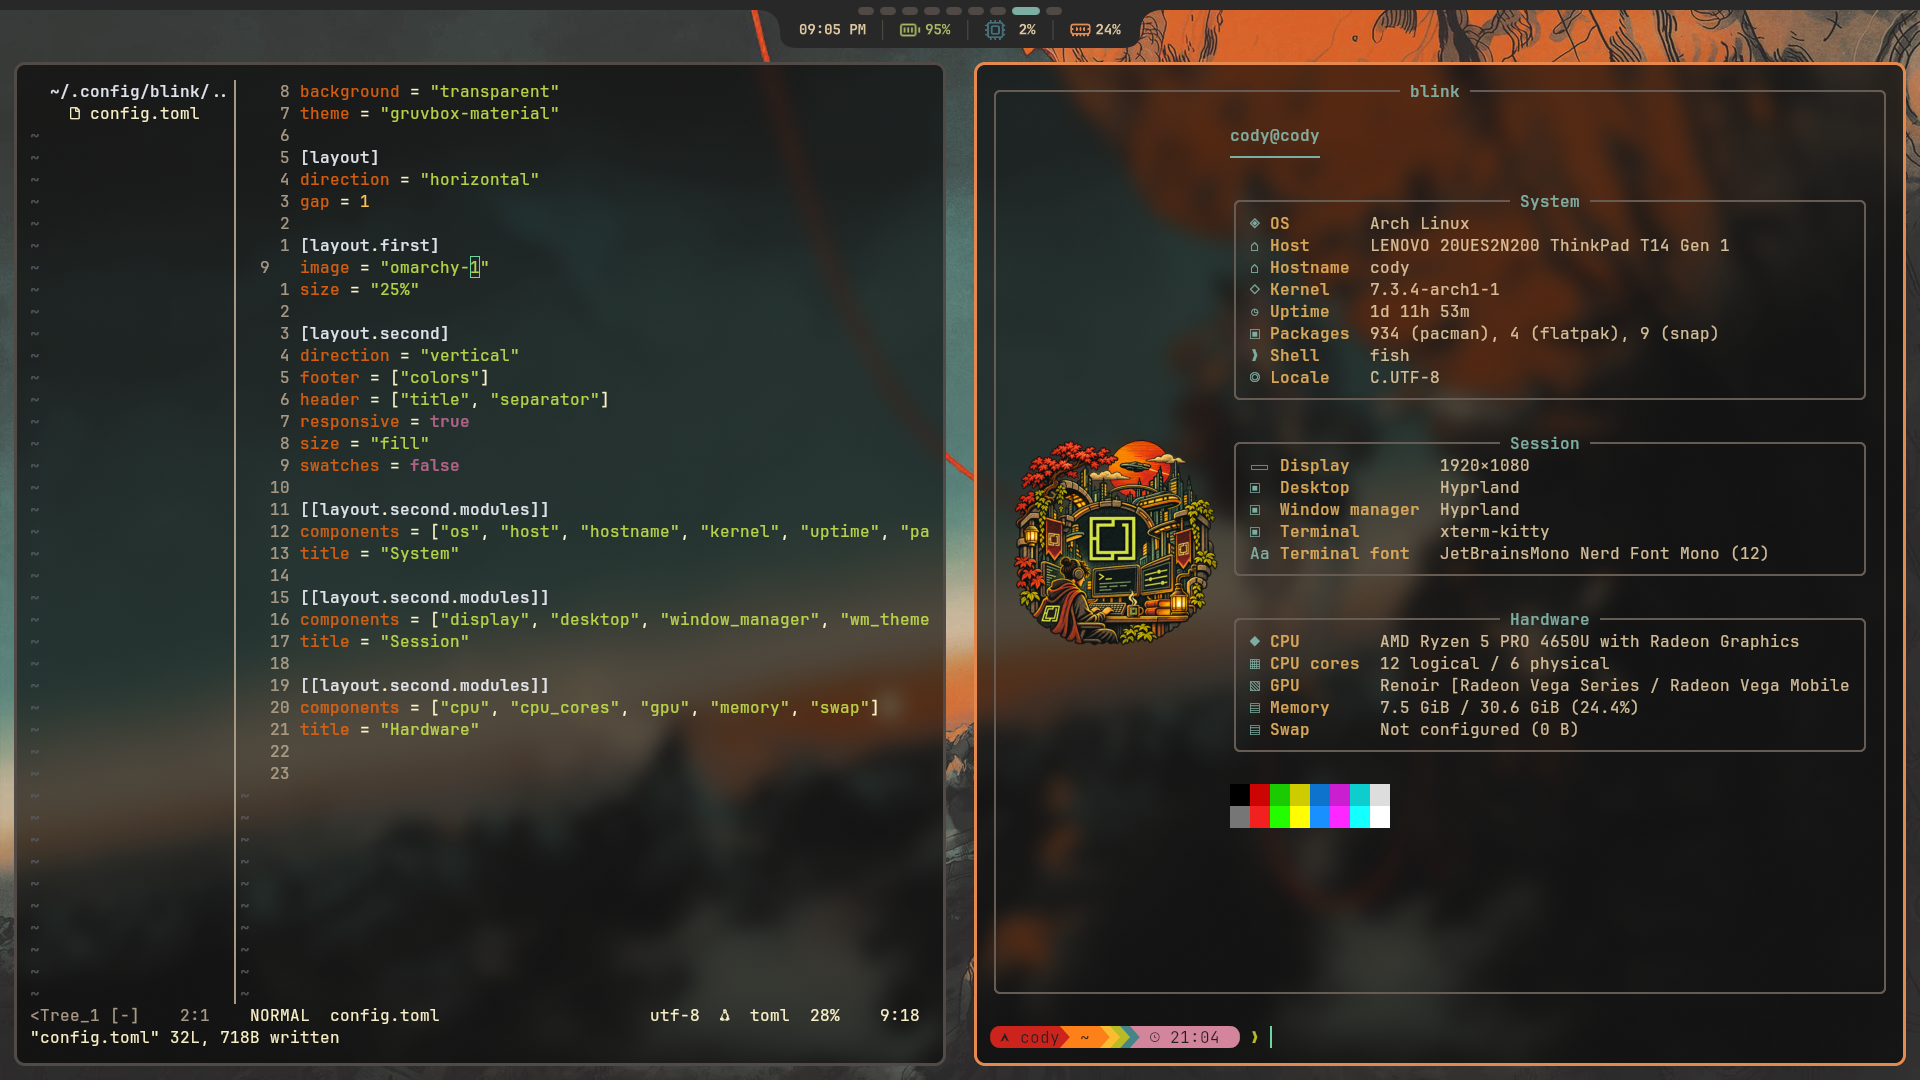 09:05 PM 95% 2% 24%
~/.config/blink/..
config.toml
8 background = "transparent"
7 theme = "gruvbox-material"
6
5 [layout]
4 direction = "horizontal"
3 gap = 1
2
1 [layout.first]
9 image = "omarchy-1"
1 size = "25%"
2
3 [layout.second]
4 direction = "vertical"
5 footer = ["colors"]
6 header = ["title", "separator"]
7 responsive = true
8 size = "fill"
9 swatches = false
10
11 [[layout.second.modules]]
12 components = ["os", "host", "hostname", "kernel", "uptime", "pa
13 title = "System"
14
15 [[layout.second.modules]]
16 components = ["display", "desktop", "window_manager", "wm_theme
17 title = "Session"
18
19 [[layout.second.modules]]
20 components = ["cpu", "cpu_cores", "gpu", "memory", "swap"]
21 title = "Hardware"
22
23
<Tree_1 [-] 2:1 NORMAL config.toml utf-8 toml 28% 9:18
"config.toml" 32L, 718B written
blink
cody@cody
System
OS Arch Linux
Host LENOVO 20UES2N200 ThinkPad T14 Gen 1
Hostname cody
Kernel 7.3.4-arch1-1
Uptime 1d 11h 53m
Packages 934 (pacman), 4 (flatpak), 9 (snap)
Shell fish
Locale C.UTF-8
Session
Display 1920×1080
Desktop Hyprland
Window manager Hyprland
Terminal xterm-kitty
Aa Terminal font JetBrainsMono Nerd Font Mono (12)
Hardware
CPU AMD Ryzen 5 PRO 4650U with Radeon Graphics
CPU cores 12 logical / 6 physical
GPU Renoir [Radeon Vega Series / Radeon Vega Mobile
Memory 7.5 GiB / 30.6 GiB (24.4%)
Swap Not configured (0 B)
cody ~ 21:04 ❯